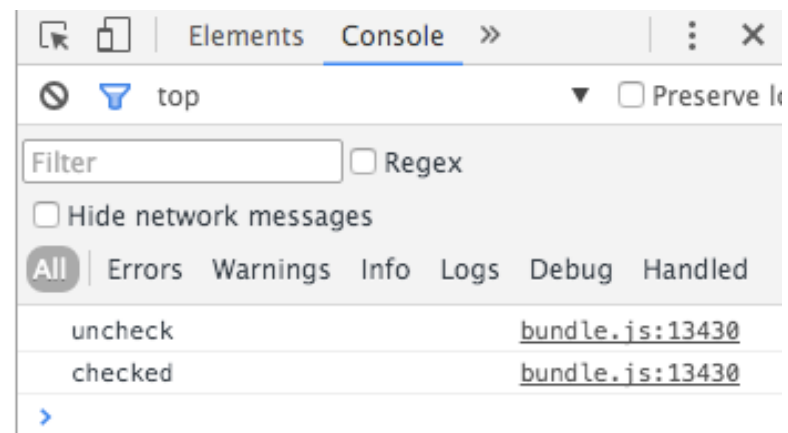 Elements Console »
top ▼ Preserve lo
Filter Regex
Hide network messages
All Errors Warnings Info Logs Debug Handled
uncheck bundle.js:13430
checked bundle.js:13430
>